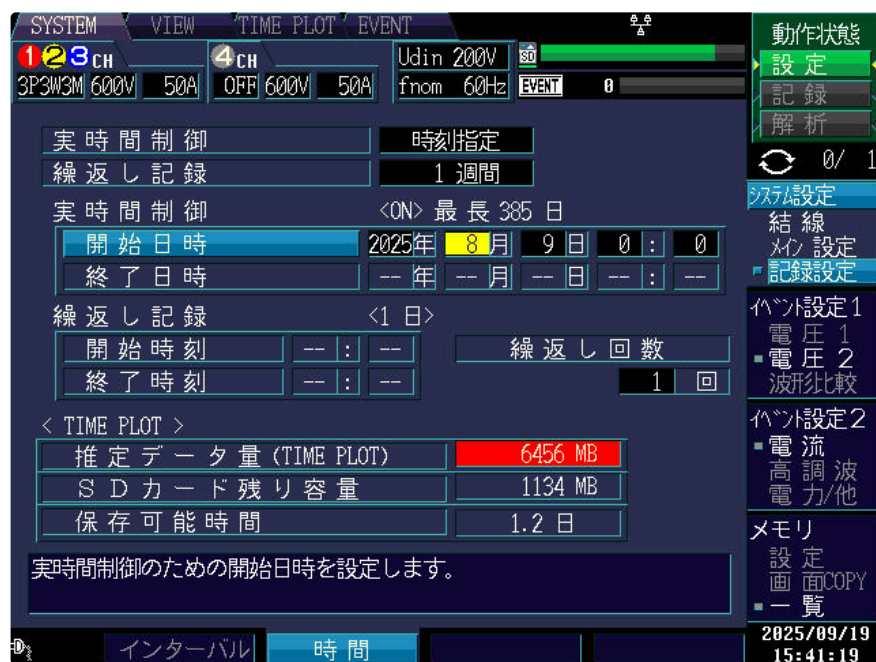 SYSTEM VIEW TIME PLOT EVENT
1 2 3 CH 4 CH Udin 200V SD
3P3W3M 600V 50A OFF 600V 50A fnom 60Hz EVENT 0
実時間制御 時刻指定
繰返し記録 1 週間
実時間制御 <ON> 最長 385 日
開始日時 2025年 8月 9日 0 : 0
終了日時 -- 年 -- 月 -- 日 -- : --
繰返し記録 <1 日>
開始時刻 -- : -- 繰返し回数
終了時刻 -- : -- 1 回
< TIME PLOT >
推定データ量 (TIME PLOT) 6456 MB
SDカード残り容量 1134 MB
保存可能時間 1.2 日
実時間制御のための開始日時を設定します。
インターバル 時間
動作状態
設定
記録
解析
0/ 1
システム設定
結線
メイン 設定
記録設定
イベント設定1
電圧 1
電圧 2
波形比較
イベント設定2
電流
高調波
電力/他
メモリ
設定
画面COPY
一覧
2025/09/19
15:41:19